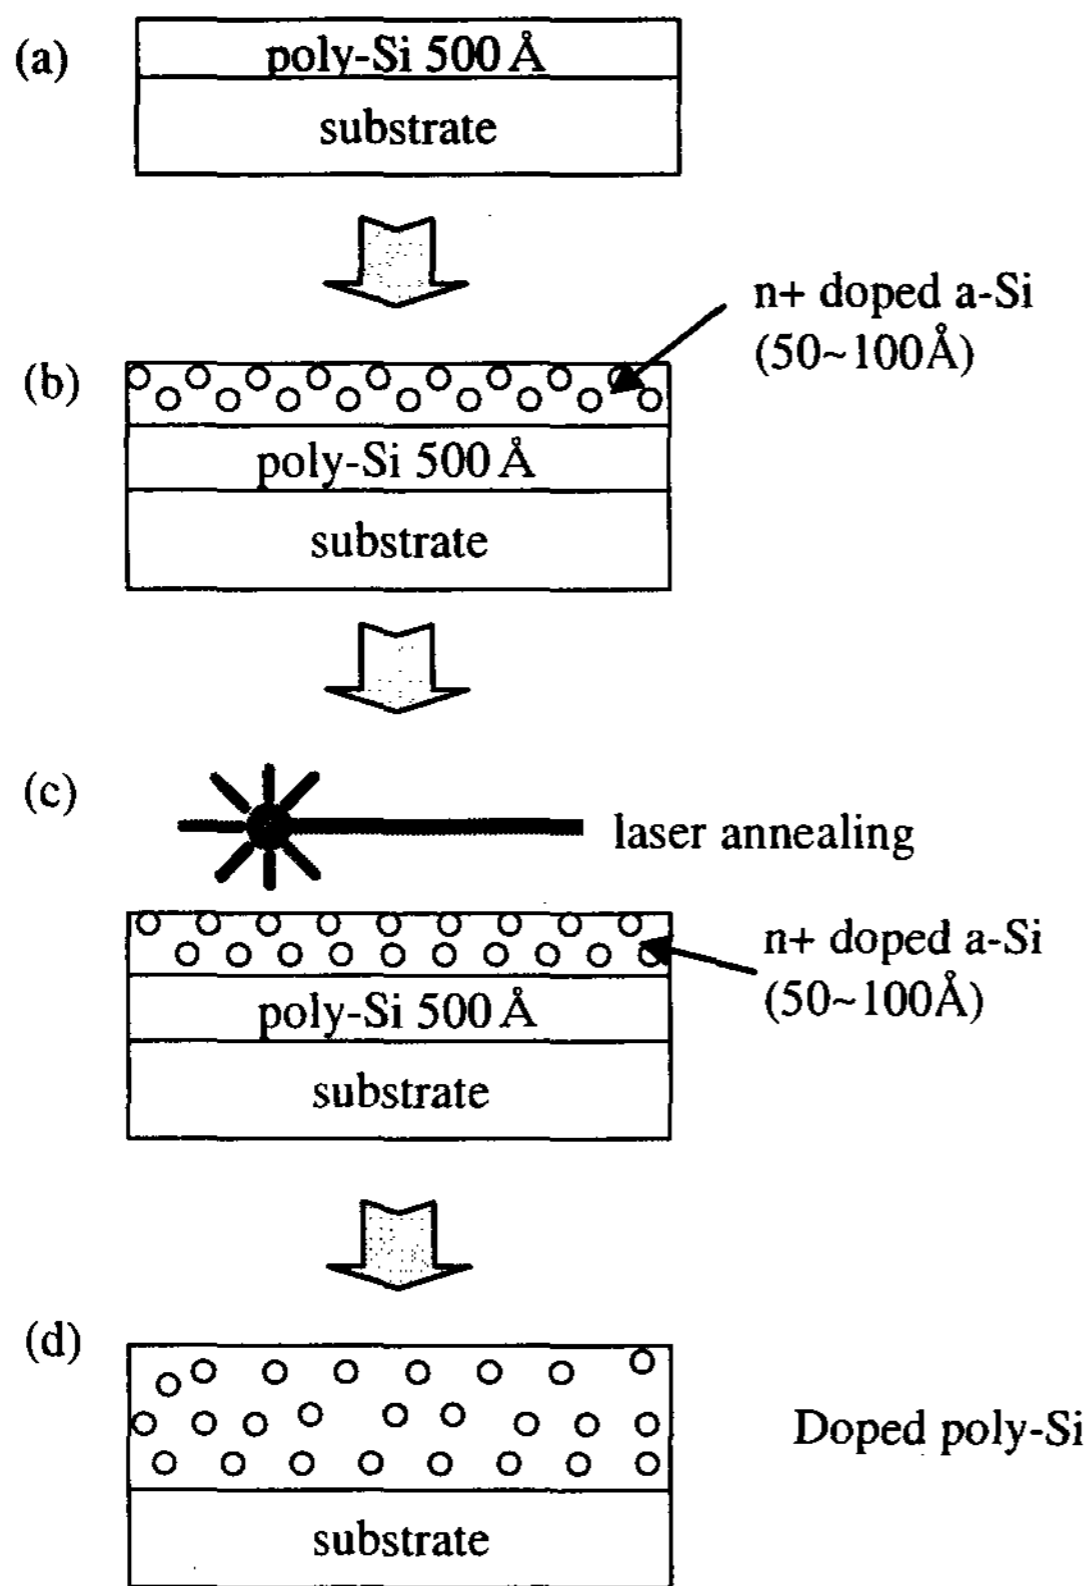 (a)
poly-Si 500 Å
substrate
n+ doped a-Si
(50~100Å)
(b)
poly-Si 500 Å
substrate
(c)
laser annealing
n+ doped a-Si
(50~100Å)
poly-Si 500 Å
substrate
(d)
Doped poly-Si
substrate